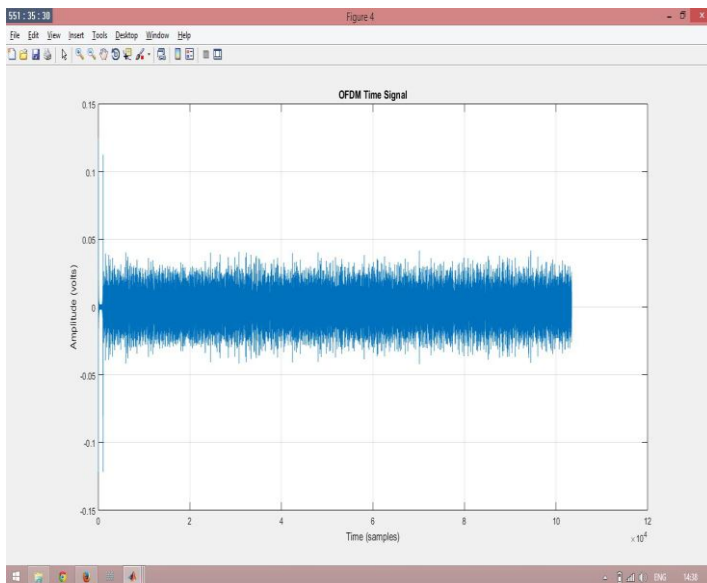 551 : 35 : 30
Figure 4
File Edit View Insert Tools Desktop Window Help
OFDM Time Signal
0.15
0.1
0.05
0
-0.05
-0.1
-0.15
Amplitude (volts)
0 2 4 6 8 10 12
Time (samples)
×10⁴
ENG 14:38